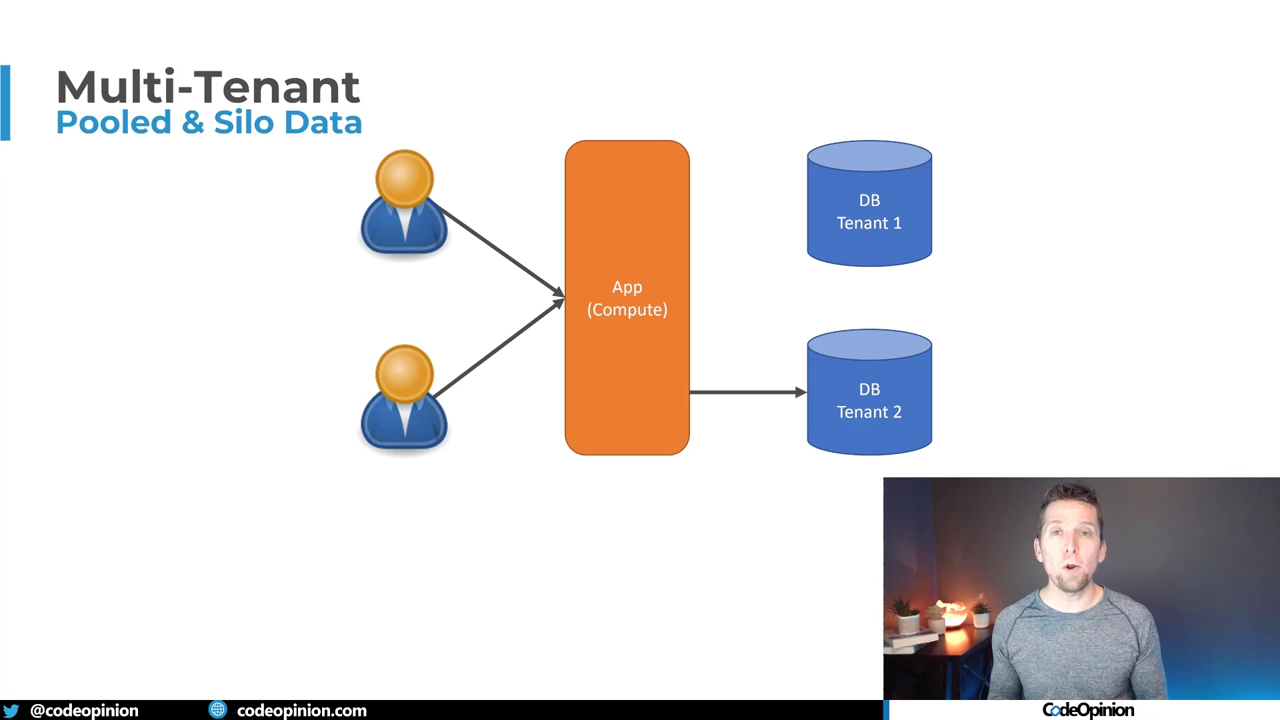 Multi-Tenant
Pooled & Silo Data
App
(Compute)
DB
Tenant 1
DB
Tenant 2
@codeopinion
codeopinion.com
CodeOpinion